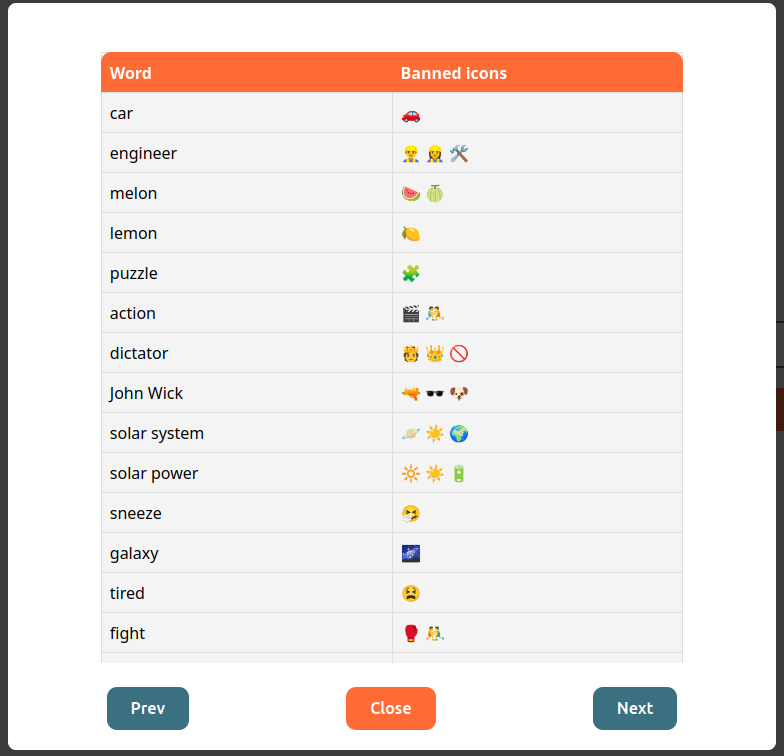 Word Banned icons
car 🚗
engineer 👷‍♂️ 👷‍♀️ 🛠️
melon 🍉 🍈
lemon 🍋
puzzle 🧩
action 🎬 🤼
dictator 🤴 👑 🚫
John Wick 🔫 🕶️ 🐶
solar system 🪐 ☀️ 🌍
solar power 🔆 ☀️ 🔋
sneeze 🤧
galaxy 🌌
tired 😫
fight 🥊 🤼
Prev Close Next